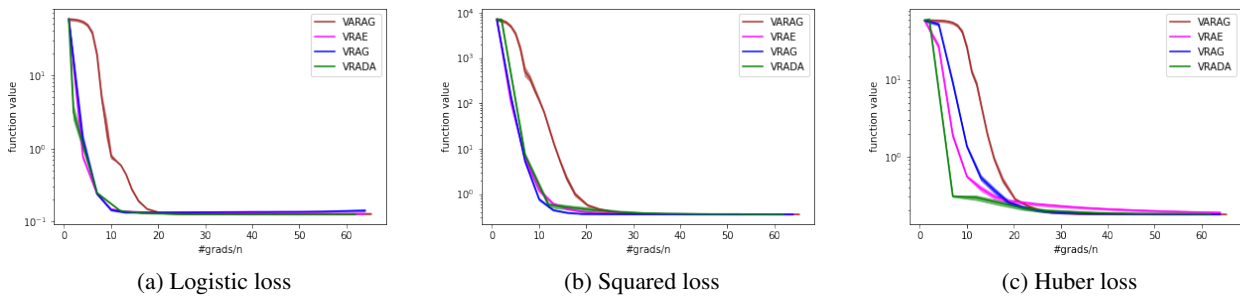 VARAG
VRAE
VRAG
VRADA
function value
10¹
10⁰
10⁻¹
0 10 20 30 40 50 60
#grads/n
(a) Logistic loss
VARAG
VRAE
VRAG
VRADA
function value
10⁴
10³
10²
10¹
10⁰
0 10 20 30 40 50 60
#grads/n
(b) Squared loss
VARAG
VRAE
VRAG
VRADA
function value
10¹
10⁰
0 10 20 30 40 50 60
#grads/n
(c) Huber loss